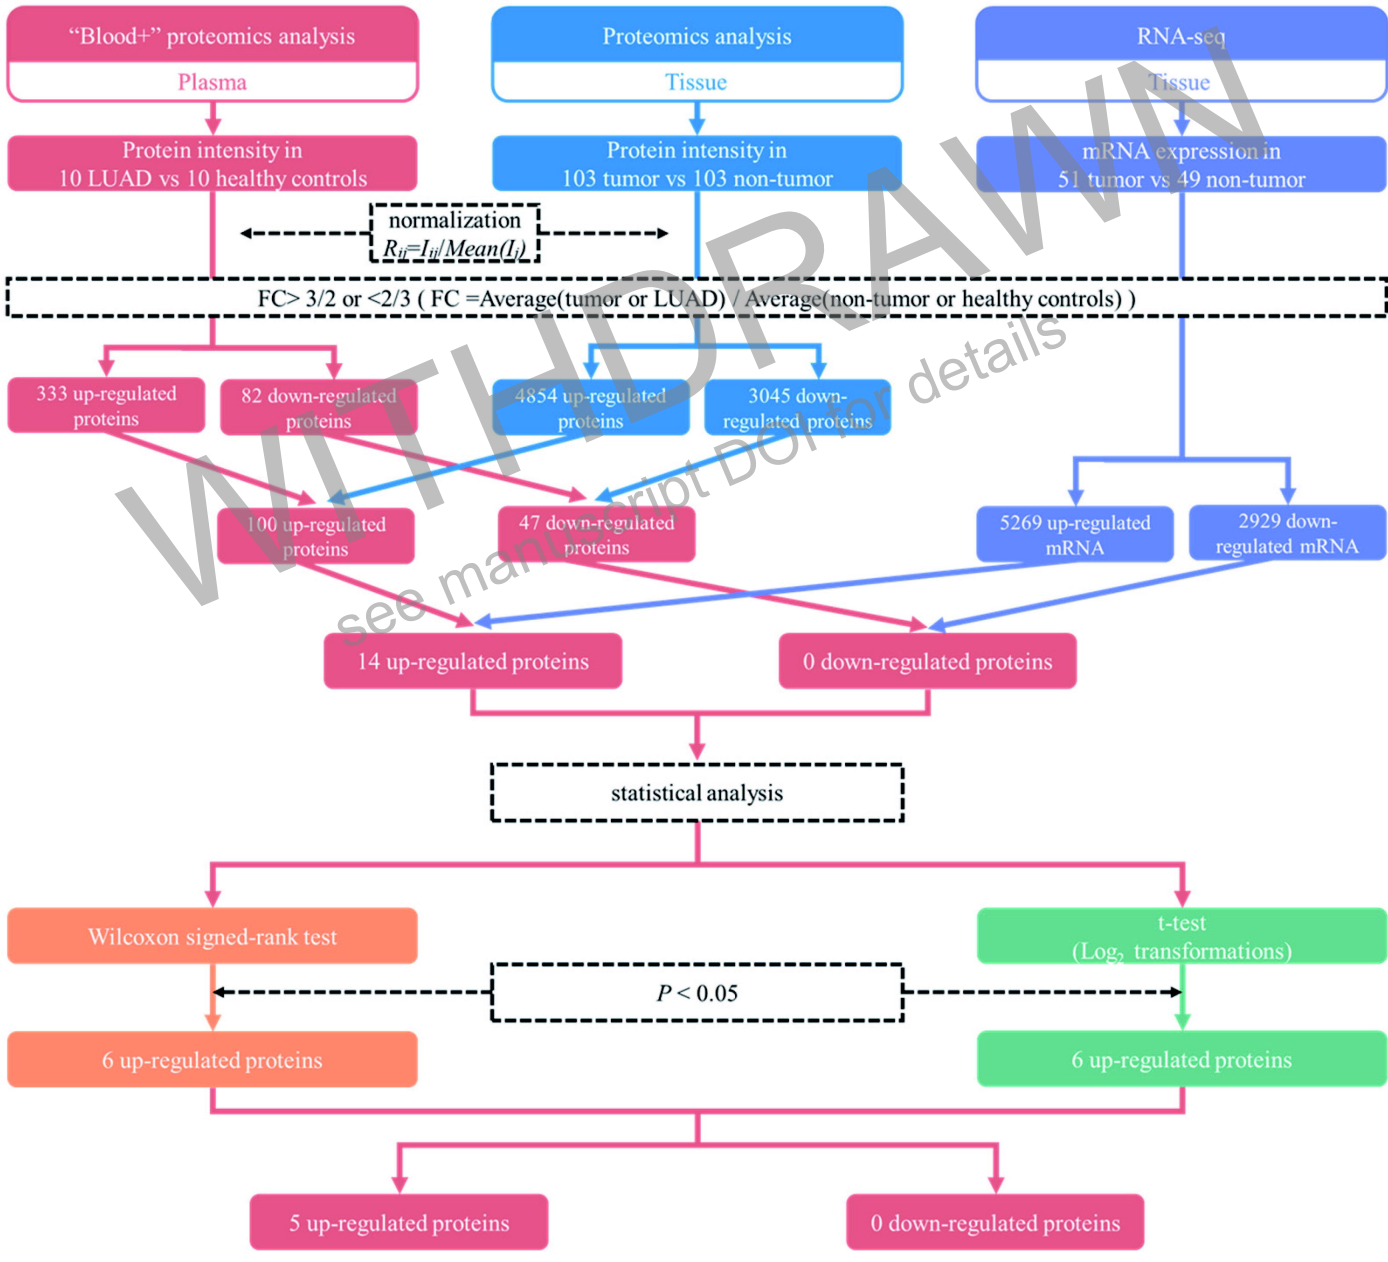 “Blood+” proteomics analysis
Plasma
Proteomics analysis
Tissue
RNA-seq
Tissue
Protein intensity in
10 LUAD vs 10 healthy controls
Protein intensity in
103 tumor vs 103 non-tumor
mRNA expression in
51 tumor vs 49 non-tumor
normalization
Rij=Iij/Mean(Ij)
FC> 3/2 or <2/3 ( FC =Average(tumor or LUAD) / Average(non-tumor or healthy controls) )
333 up-regulated
proteins
82 down-regulated
proteins
4854 up-regulated
proteins
3045 down-
regulated proteins
100 up-regulated
proteins
47 down-regulated
proteins
5269 up-regulated
mRNA
2929 down-
regulated mRNA
14 up-regulated proteins
0 down-regulated proteins
statistical analysis
Wilcoxon signed-rank test
t-test
(Log2 transformations)
P < 0.05
6 up-regulated proteins
6 up-regulated proteins
5 up-regulated proteins
0 down-regulated proteins
WITHDRAWN
see manuscript DOI for details